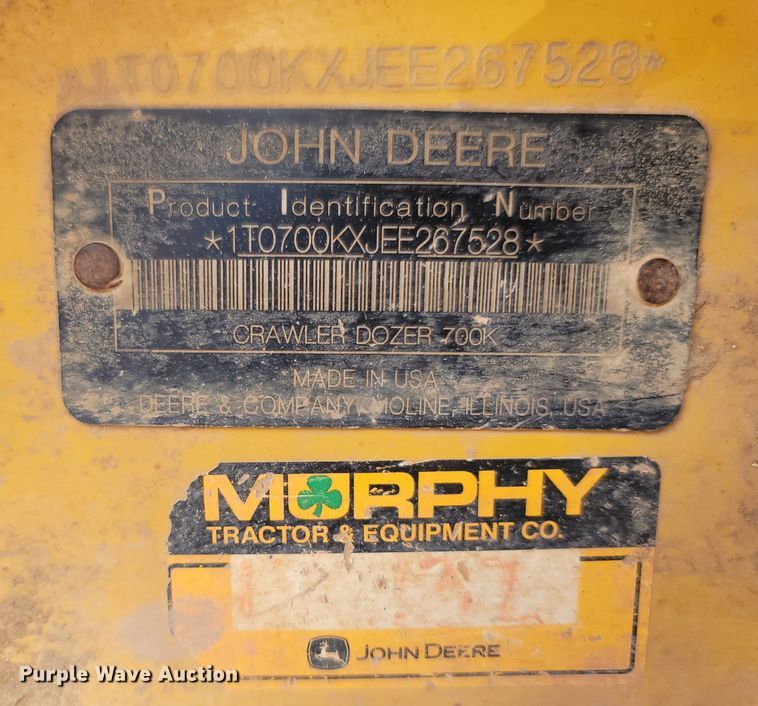 *1T0700KXJEE267528*
JOHN DEERE
Product Identification Number
*1T0700KXJEE267528*
CRAWLER DOZER 700K
MADE IN USA
DEERE & COMPANY, MOLINE, ILLINOIS, USA
MURPHY
TRACTOR & EQUIPMENT CO.
JOHN DEERE
Purple Wave Auction